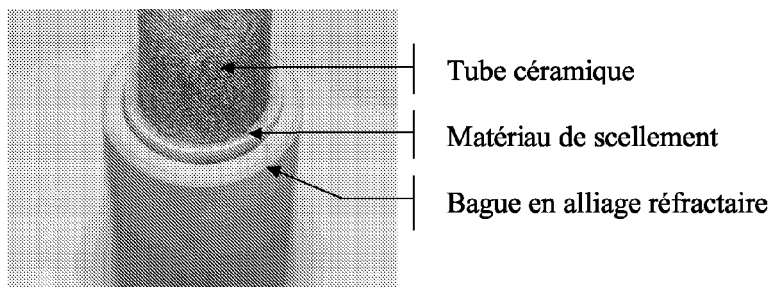 Tube céramique
Matériau de scellement
Bague en alliage réfractaire